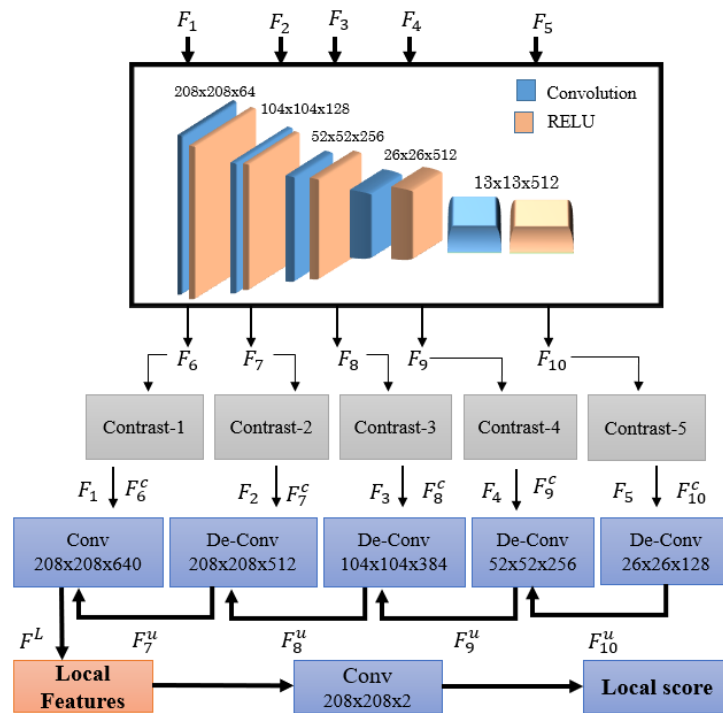 F₁ F₂ F₃ F₄ F₅
208x208x64
104x104x128
52x52x256
26x26x512
13x13x512
Convolution
RELU
F₆ F₇ F₈ F₉ F₁₀
Contrast-1 Contrast-2 Contrast-3 Contrast-4 Contrast-5
F₁ F₆ᶜ F₂ F₇ᶜ F₃ F₈ᶜ F₄ F₉ᶜ F₅ F₁₀ᶜ
Conv De-Conv De-Conv De-Conv De-Conv
208x208x640 208x208x512 104x104x384 52x52x256 26x26x128
Fᴸ F₇ᵘ F₈ᵘ F₉ᵘ F₁₀ᵘ
Local
Features
Conv
208x208x2
Local score